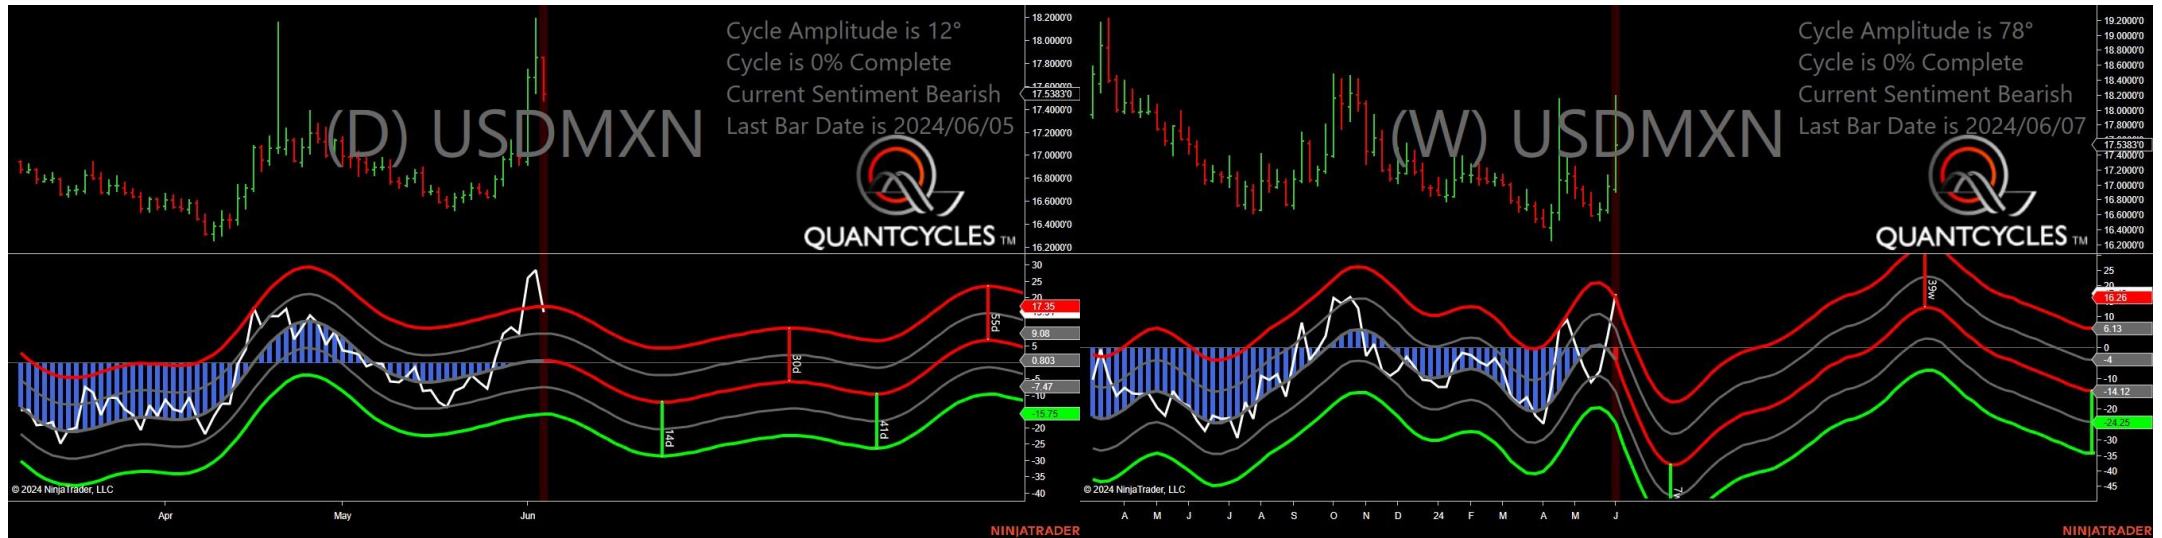 Cycle Amplitude is 12°
Cycle is 0% Complete
Current Sentiment Bearish
Last Bar Date is 2024/06/05
(D) USDMXN
QUANTCYCLES TM
18.2000'0
18.0000'0
17.8000'0
17.5383'0
17.4000'0
17.2000'0
17.0000'0
16.8000'0
16.6000'0
16.4000'0
16.2000'0
30
25
20
17.35
9.08
5
0.803
-7.47
-10
-15.75
-20
-25
-30
-35
-40
14d
30d
41d
55d
© 2024 NinjaTrader, LLC
Apr
May
Jun
NINJATRADER
Cycle Amplitude is 78°
Cycle is 0% Complete
Current Sentiment Bearish
Last Bar Date is 2024/06/07
(W) USDMXN
QUANTCYCLES TM
19.2000'0
19.0000'0
18.8000'0
18.6000'0
18.4000'0
18.2000'0
18.0000'0
17.8000'0
17.5383'0
17.4000'0
17.2000'0
17.0000'0
16.8000'0
16.6000'0
16.4000'0
16.2000'0
25
16.26
10
6.13
0
-4
-10
-14.12
-20
-24.25
-30
-35
-40
-45
39w
© 2024 NinjaTrader, LLC
A M J J A S O N D 24 F M A M J
NINJATRADER